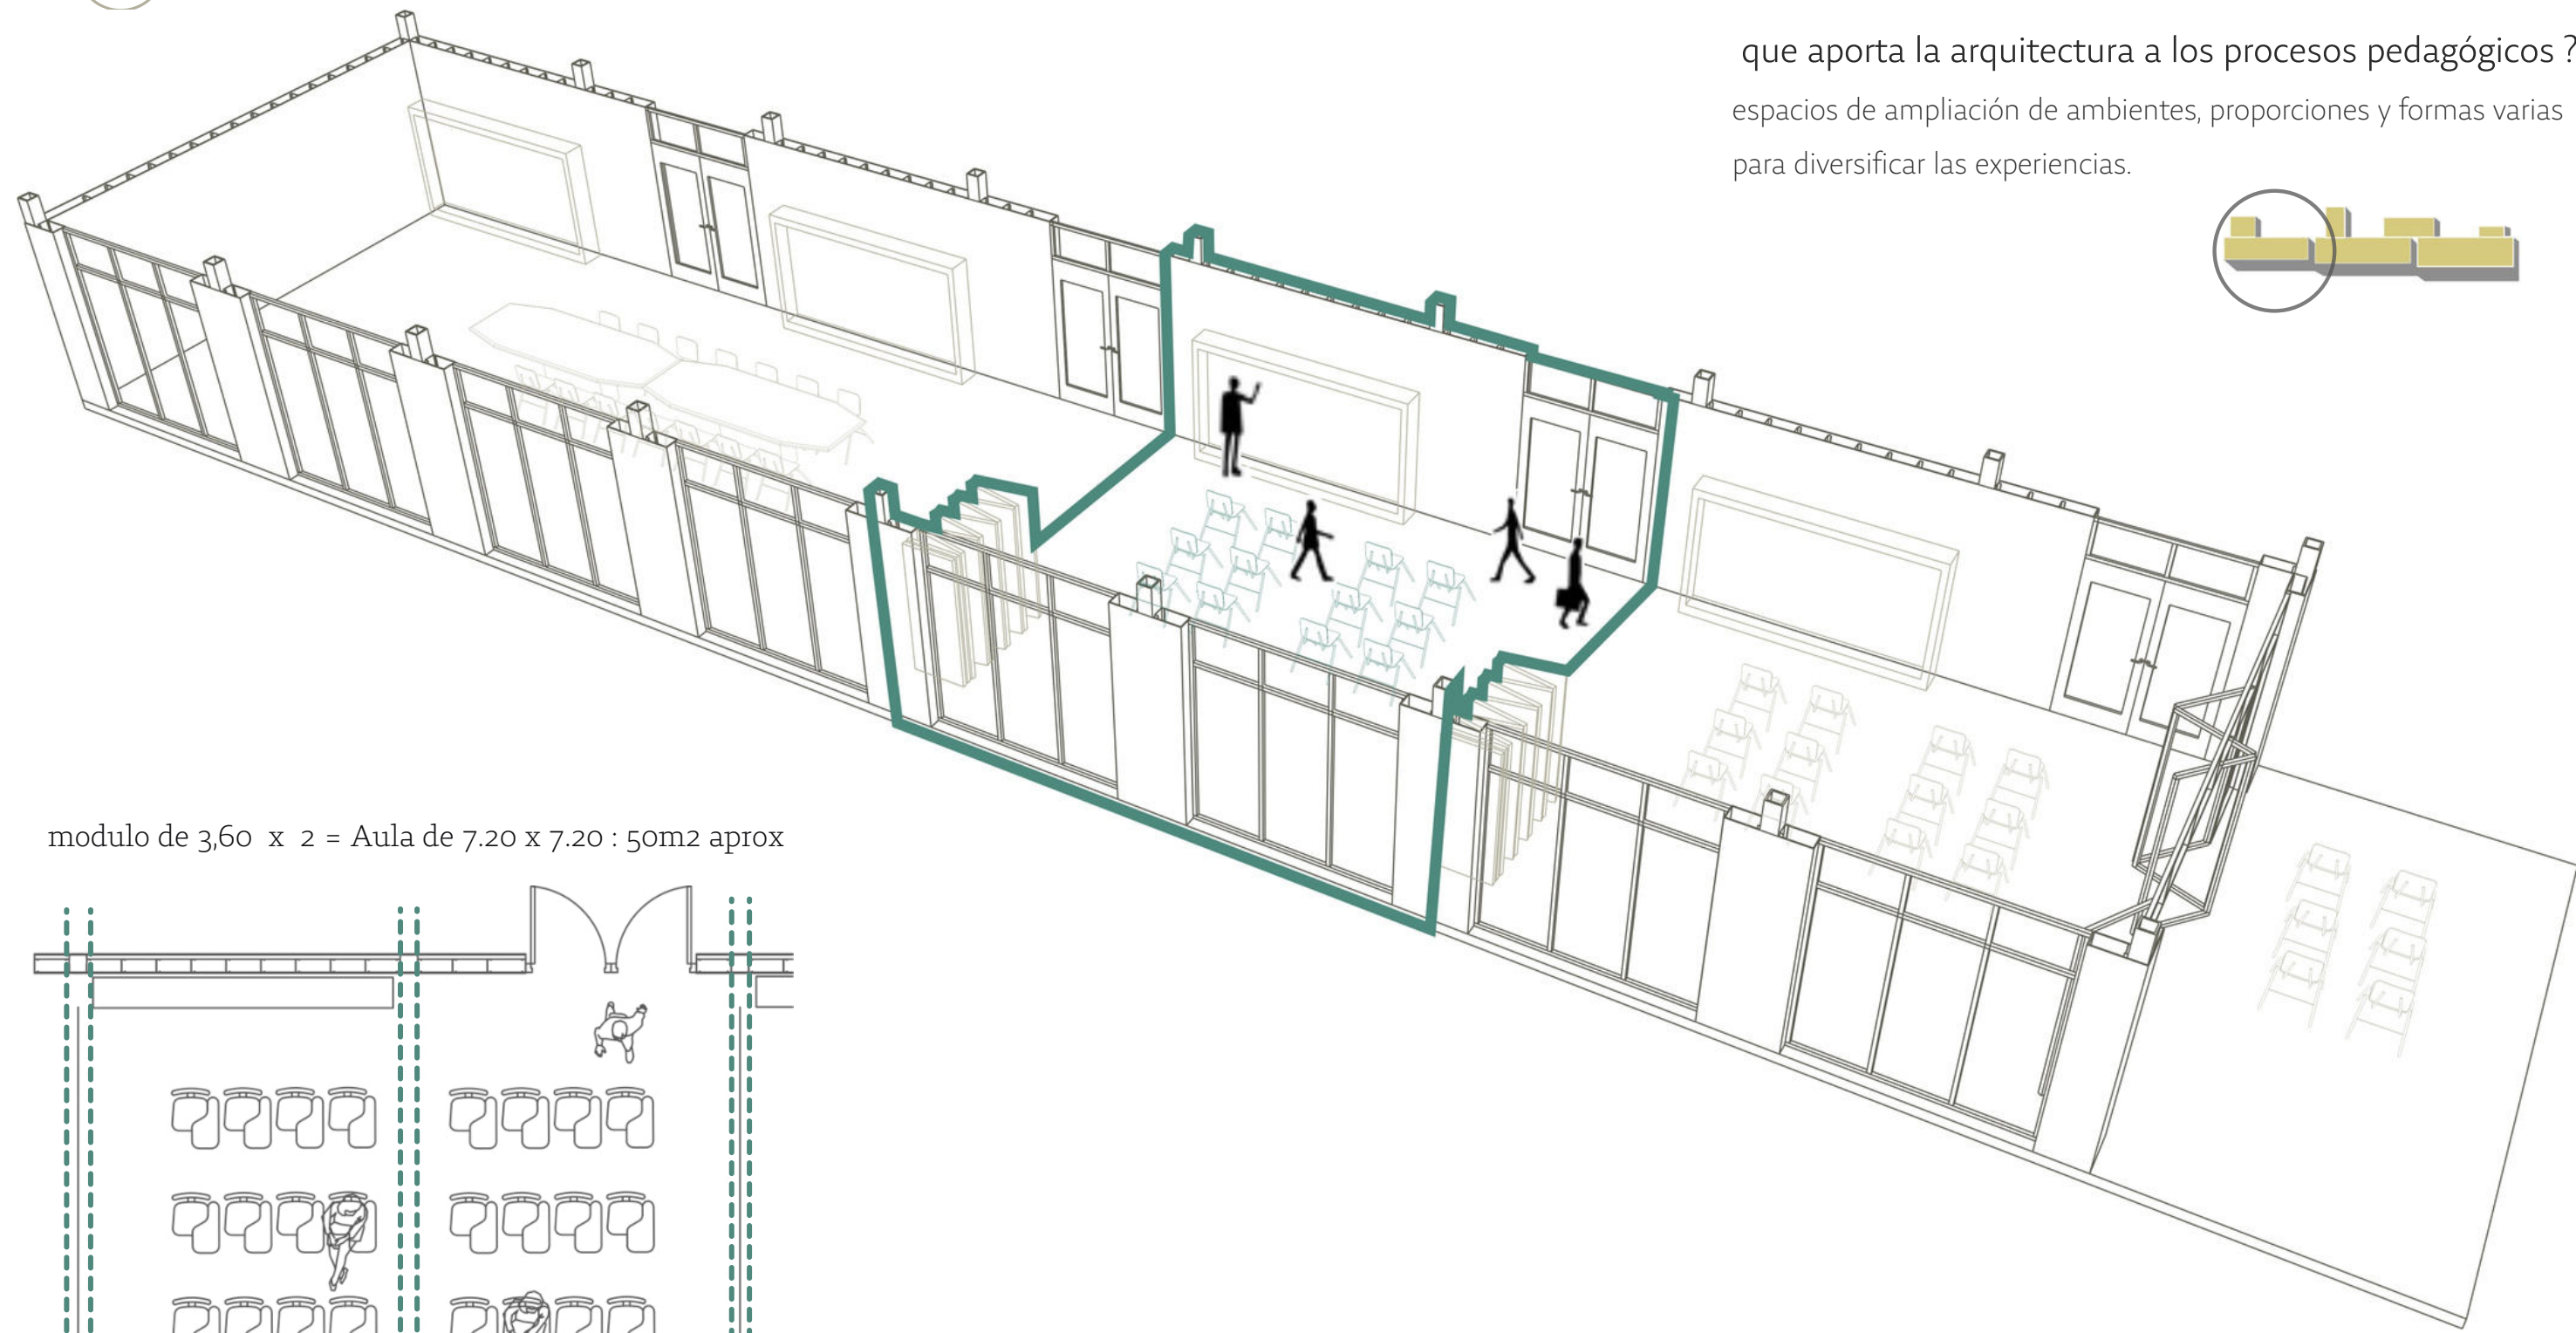 que aporta la arquitectura a los procesos pedagógicos ?
espacios de ampliación de ambientes, proporciones y formas varias
para diversificar las experiencias.
modulo de 3,60 x 2 = Aula de 7.20 x 7.20 : 50m2 aprox